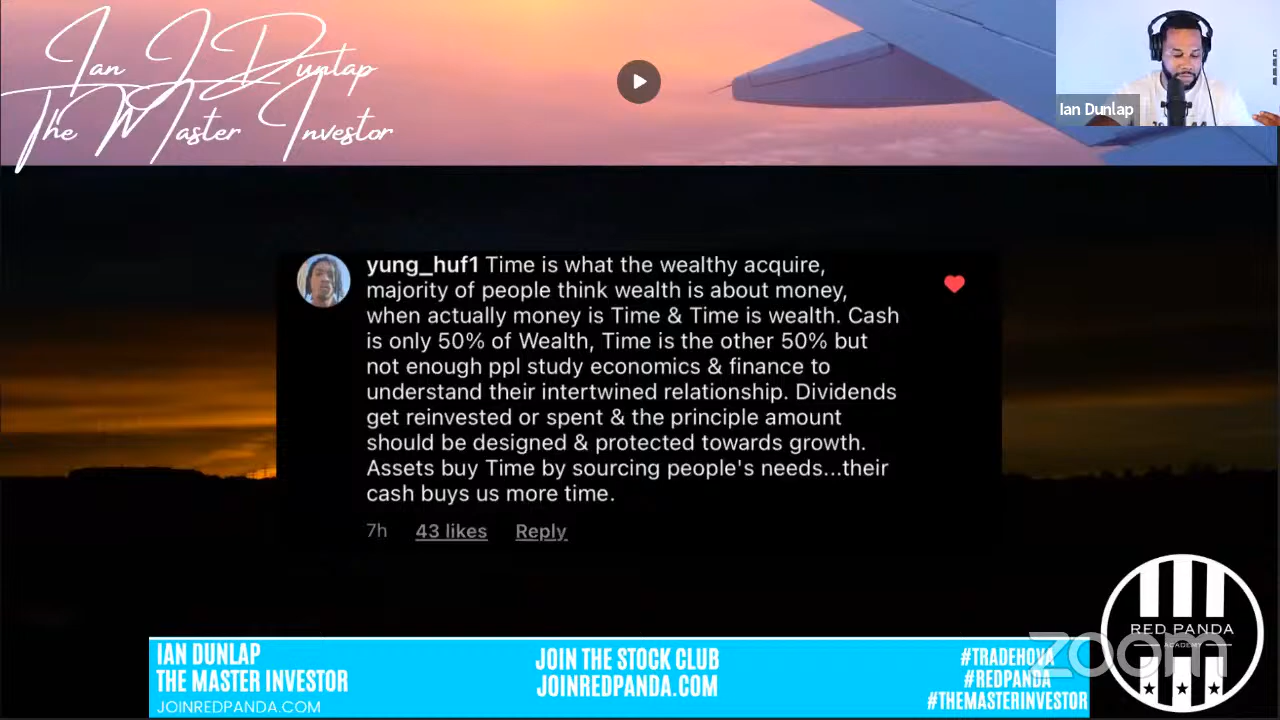 Ian J Dunlap
The Master Investor
Ian Dunlap
yung_huf1 Time is what the wealthy acquire,
majority of people think wealth is about money,
when actually money is Time & Time is wealth. Cash
is only 50% of Wealth, Time is the other 50% but
not enough ppl study economics & finance to
understand their intertwined relationship. Dividends
get reinvested or spent & the principle amount
should be designed & protected towards growth.
Assets buy Time by sourcing people's needs...their
cash buys us more time.
7h 43 likes Reply
IAN DUNLAP
THE MASTER INVESTOR
JOINREDPANDA.COM
JOIN THE STOCK CLUB
JOINREDPANDA.COM
#TRADEHOVA
#REDPANDA
#THEMASTERINVESTOR
RED PANDA
ACADEMY
zoom